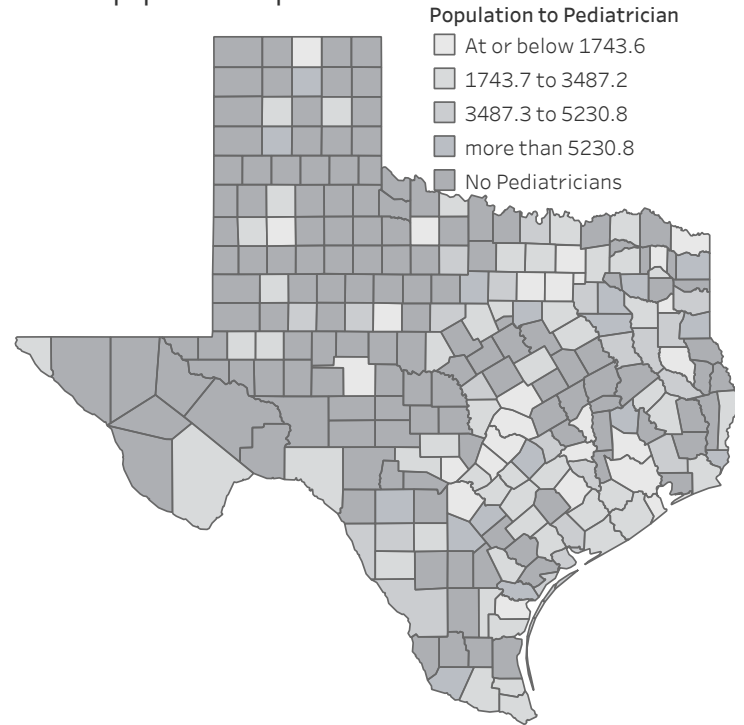 Population to Pediatrician
At or below 1743.6
1743.7 to 3487.2
3487.3 to 5230.8
more than 5230.8
No Pediatricians